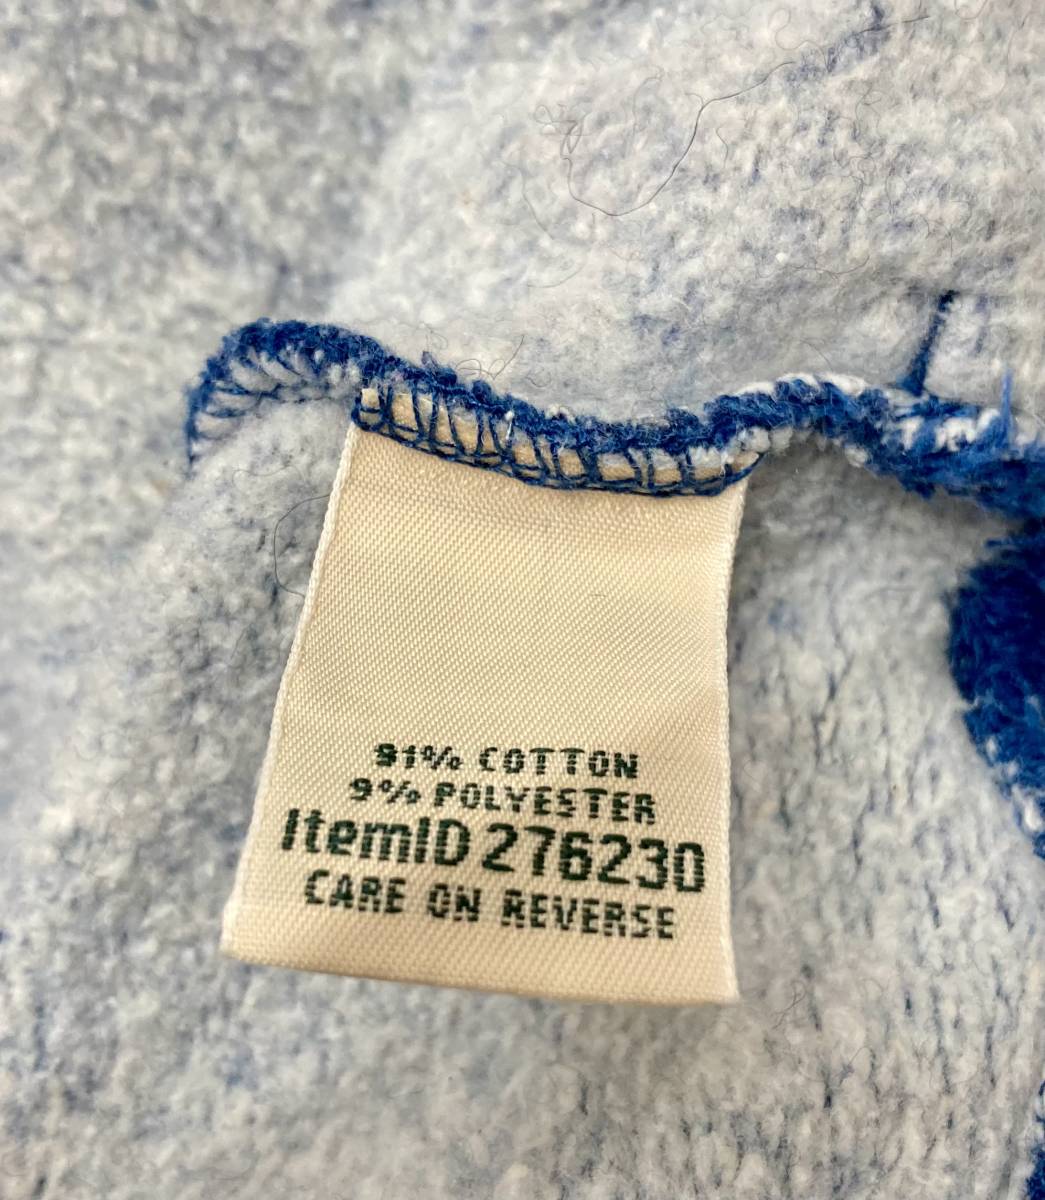 91% COTTON
9% POLYESTER
ItemID 276230
CARE ON REVERSE